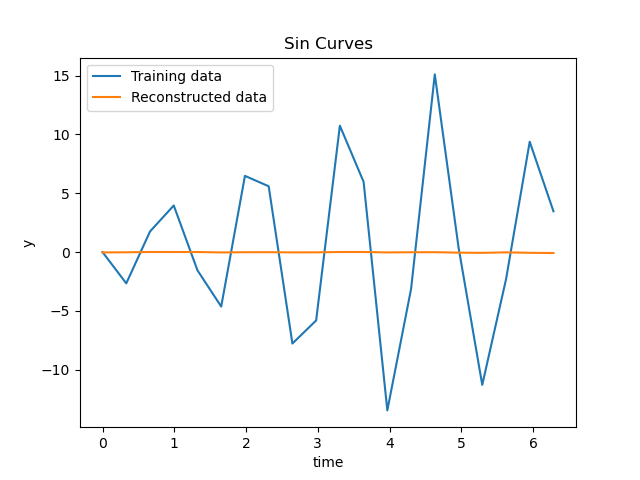 Sin Curves
Training data
Reconstructed data
15
10
5
0
−5
−10
y
0 1 2 3 4 5 6
time